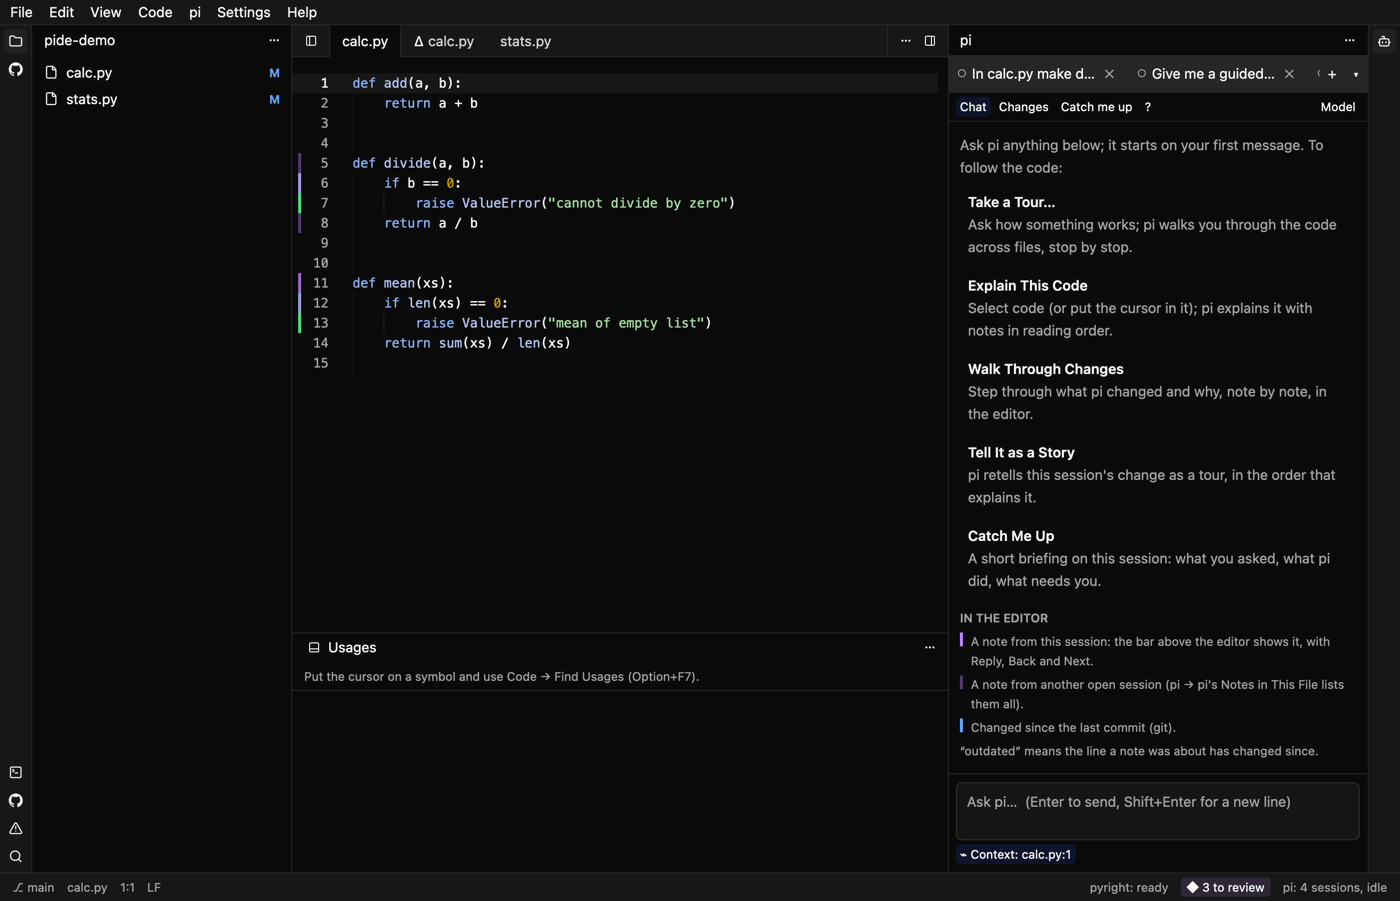 File Edit View Code pi Settings Help
pide-demo ...
calc.py M
stats.py M
calc.py Δ calc.py stats.py ...
1 def add(a, b):
2 return a + b
3
4
5 def divide(a, b):
6 if b == 0:
7 raise ValueError("cannot divide by zero")
8 return a / b
9
10
11 def mean(xs):
12 if len(xs) == 0:
13 raise ValueError("mean of empty list")
14 return sum(xs) / len(xs)
15
Usages ...
Put the cursor on a symbol and use Code → Find Usages (Option+F7).
pi ...
In calc.py make d... × Give me a guided... × +
Chat Changes Catch me up ? Model
Ask pi anything below; it starts on your first message. To
follow the code:
Take a Tour...
Ask how something works; pi walks you through the code
across files, stop by stop.
Explain This Code
Select code (or put the cursor in it); pi explains it with
notes in reading order.
Walk Through Changes
Step through what pi changed and why, note by note, in
the editor.
Tell It as a Story
pi retells this session's change as a tour, in the order that
explains it.
Catch Me Up
A short briefing on this session: what you asked, what pi
did, what needs you.
IN THE EDITOR
A note from this session: the bar above the editor shows it, with
Reply, Back and Next.
A note from another open session (pi → pi's Notes in This File lists
them all).
Changed since the last commit (git).
“outdated” means the line a note was about has changed since.
Ask pi... (Enter to send, Shift+Enter for a new line)
Context: calc.py:1
main calc.py 1:1 LF pyright: ready ◆ 3 to review pi: 4 sessions, idle